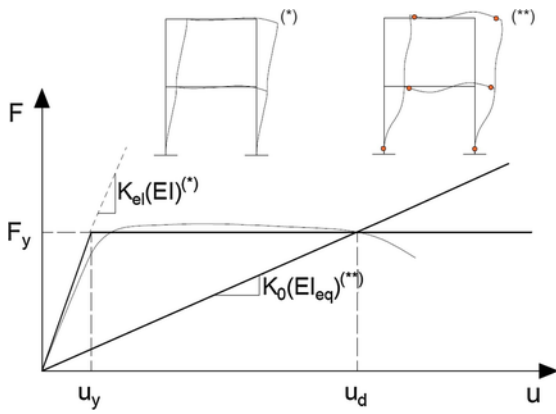 (*)
(**)
F
K_el(EI)^(*)
F_y
K_0(EI_eq)^(**)
u_y
u_d
u